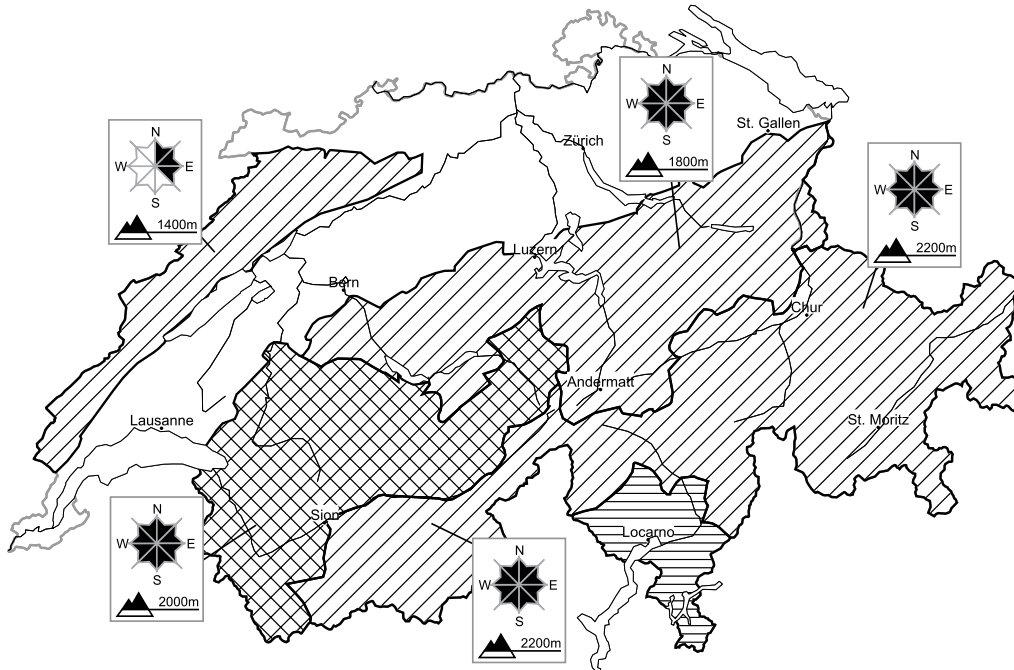 N
W E
S
1800m
St. Gallen
Zürich
N
W E
S
1400m
N
W E
S
2200m
Luzern
Bern
Chur
Andermatt
Lausanne
St. Moritz
Sion
Locarno
N
W E
S
2000m
N
W E
S
2200m